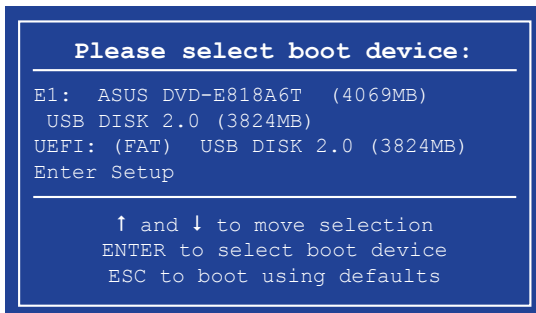 Please select boot device:
E1:  ASUS DVD-E818A6T  (4069MB)
 USB DISK 2.0 (3824MB)
UEFI: (FAT)  USB DISK 2.0 (3824MB)
Enter Setup
↑ and ↓ to move selection
ENTER to select boot device
ESC to boot using defaults